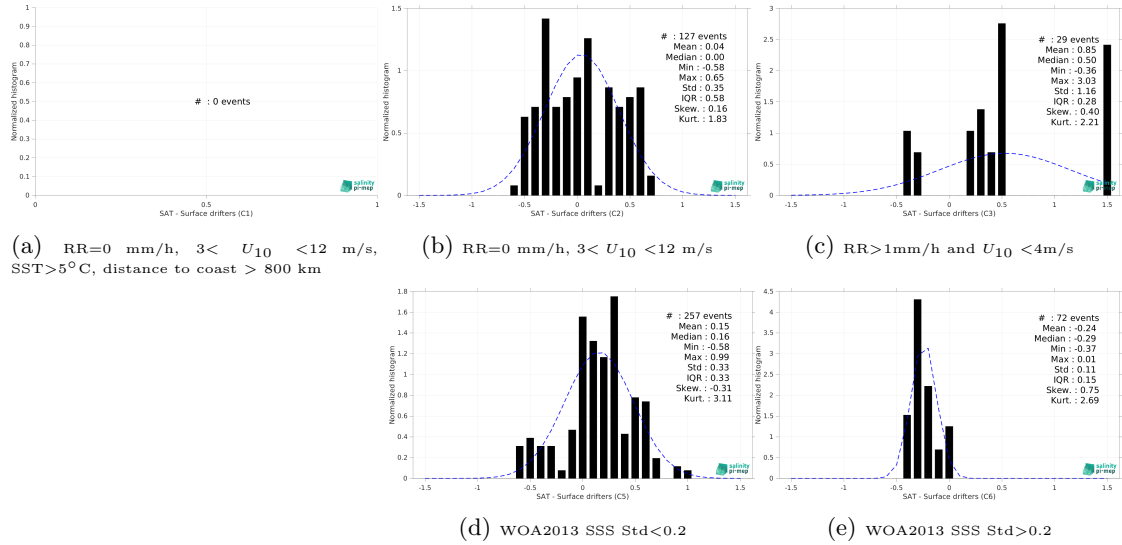 1
0.9
0.8
0.7
0.6
0.5
0.4
0.3
0.2
0.1
0
Normalized histogram
# : 0 events
salinity
pi-mep
0 0.5 1
SAT - Surface drifters (C1)
(a) RR=0 mm/h, 3< U10 <12 m/s,
SST>5°C, distance to coast > 800 km
1.5
1
0.5
0
Normalized histogram
# : 127 events
Mean : 0.04
Median : 0.00
Min : -0.58
Max : 0.65
Std : 0.35
IQR : 0.58
Skew. : 0.16
Kurt. : 1.83
salinity
pi-mep
-1.5 -1 -0.5 0 0.5 1 1.5
SAT - Surface drifters (C2)
(b) RR=0 mm/h, 3< U10 <12 m/s
3
2.5
2
1.5
1
0.5
0
Normalized histogram
# : 29 events
Mean : 0.85
Median : 0.50
Min : -0.36
Max : 3.03
Std : 1.16
IQR : 0.28
Skew. : 0.40
Kurt. : 2.21
salinity
pi-mep
-1.5 -1 -0.5 0 0.5 1 1.5
SAT - Surface drifters (C3)
(c) RR>1mm/h and U10 <4m/s
1.8
1.6
1.4
1.2
1
0.8
0.6
0.4
0.2
0
Normalized histogram
# : 257 events
Mean : 0.15
Median : 0.16
Min : -0.58
Max : 0.99
Std : 0.33
IQR : 0.33
Skew. : -0.31
Kurt. : 3.11
salinity
pi-mep
-1.5 -1 -0.5 0 0.5 1 1.5
SAT - Surface drifters (C5)
(d) WOA2013 SSS Std<0.2
4.5
4
3.5
3
2.5
2
1.5
1
0.5
0
Normalized histogram
# : 72 events
Mean : -0.24
Median : -0.29
Min : -0.37
Max : 0.01
Std : 0.11
IQR : 0.15
Skew. : 0.75
Kurt. : 2.69
salinity
pi-mep
-1.5 -1 -0.5 0 0.5 1 1.5
SAT - Surface drifters (C6)
(e) WOA2013 SSS Std>0.2